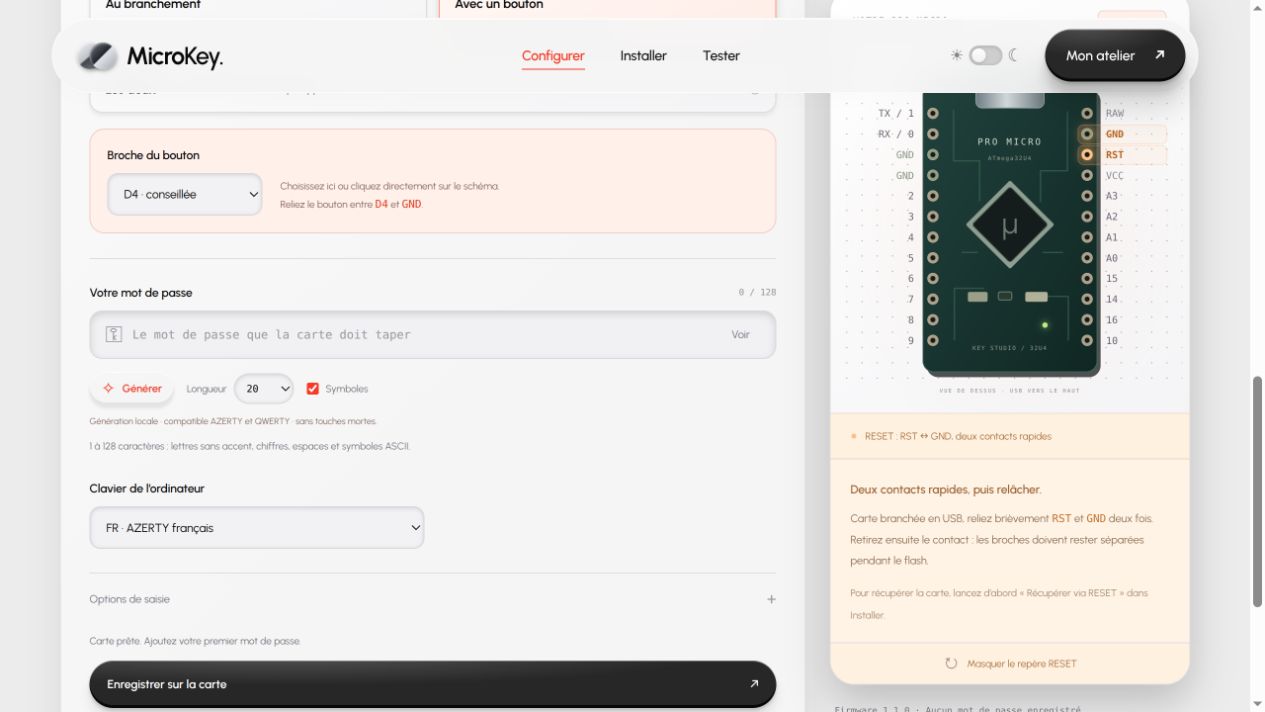 Au branchement
Avec un bouton
MicroKey.
Configurer
Installer
Tester
Mon atelier
Broche du bouton
D4 · conseillée
Choisissez ici ou cliquez directement sur le schéma.
Reliez le bouton entre D4 et GND.
Votre mot de passe
0 / 128
Le mot de passe que la carte doit taper
Voir
Générer
Longueur
20
Symboles
Génération locale · compatible AZERTY et QWERTY · sans touches mortes.
1 à 128 caractères : lettres sans accent, chiffres, espaces et symboles ASCII.
Clavier de l'ordinateur
FR · AZERTY français
Options de saisie
+
Carte prête. Ajoutez votre premier mot de passe.
Enregistrer sur la carte
TX / 1
RX / 0
GND
GND
2
3
4
5
6
7
8
9
PRO MICRO
ATmega32U4
μ
KEY STUDIO / 32U4
RAW
GND
RST
VCC
A3
A2
A1
A0
15
14
16
10
VUE DE DESSUS · USB VERS LE HAUT
RESET : RST ↔ GND, deux contacts rapides
Deux contacts rapides, puis relâcher.
Carte branchée en USB, reliez brièvement RST et GND deux fois.
Retirez ensuite le contact : les broches doivent rester séparées
pendant le flash.
Pour récupérer la carte, lancez d'abord « Récupérer via RESET » dans
Installer.
Masquer le repère RESET
Firmware 1.1.0 · Aucun mot de passe enregistré